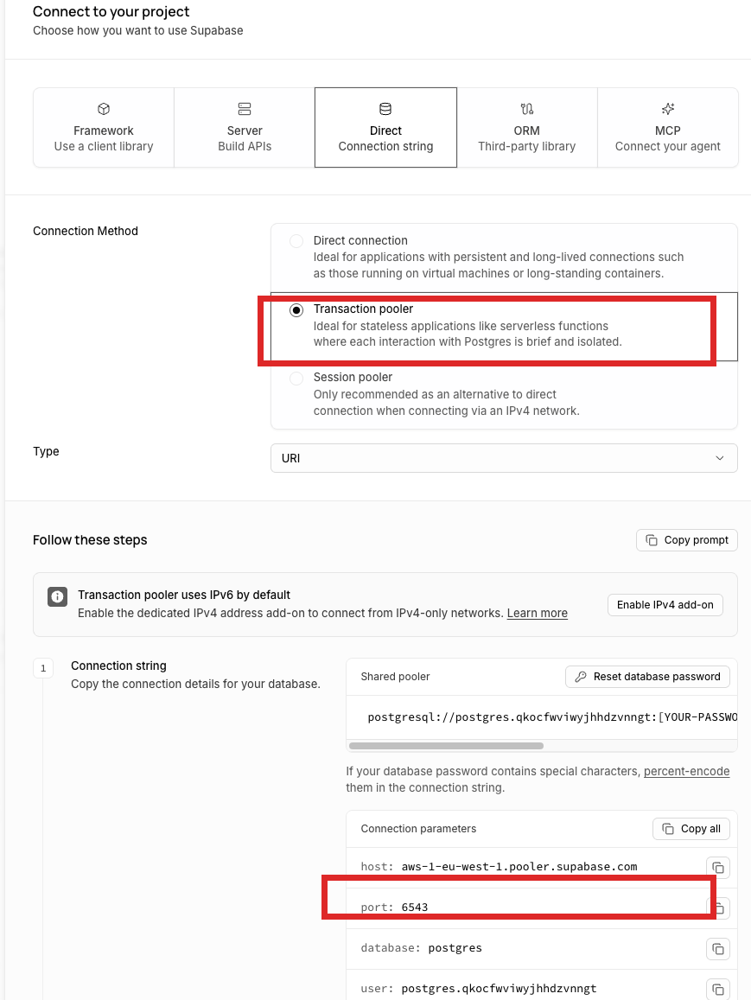 Connect to your project
Choose how you want to use Supabase
Framework
Use a client library
Server
Build APIs
Direct
Connection string
ORM
Third-party library
MCP
Connect your agent
Connection Method
Direct connection
Ideal for applications with persistent and long-lived connections such
as those running on virtual machines or long-standing containers.
Transaction pooler
Ideal for stateless applications like serverless functions
where each interaction with Postgres is brief and isolated.
Session pooler
Only recommended as an alternative to direct
connection when connecting via an IPv4 network.
Type
URI
Follow these steps
Copy prompt
Transaction pooler uses IPv6 by default
Enable the dedicated IPv4 address add-on to connect from IPv4-only networks. Learn more
Enable IPv4 add-on
1
Connection string
Copy the connection details for your database.
Shared pooler
Reset database password
postgresql://postgres.qkocfwviwyjhhdzvnngt:[YOUR-PASSWO
If your database password contains special characters, percent-encode
them in the connection string.
Connection parameters
Copy all
host: aws-1-eu-west-1.pooler.supabase.com
port: 6543
database: postgres
user: postgres.qkocfwviwyjhhdzvnngt